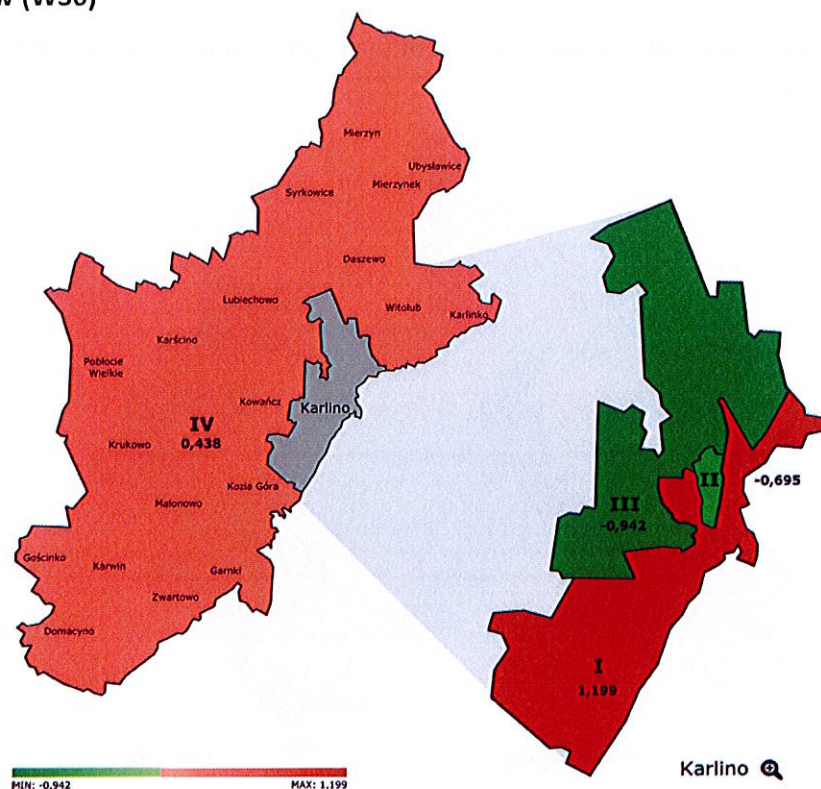 (WSO)
Mierzyn
Ubysławice
Mierzynek
Syrkowice
Daszewo
Lubiechowo
Witolub
Karlinko
Karścino
Pobłocie
Wielkie
Kowańcz
Karlino
IV
0,438
Krukowo
Kozia Góra
Malonowo
Gościnko
Karwin
Garnki
Zwartowo
Domacyno
II
-0,695
III
-0,942
I
1,199
Karlino
MIN: -0.942
MAX: 1.199